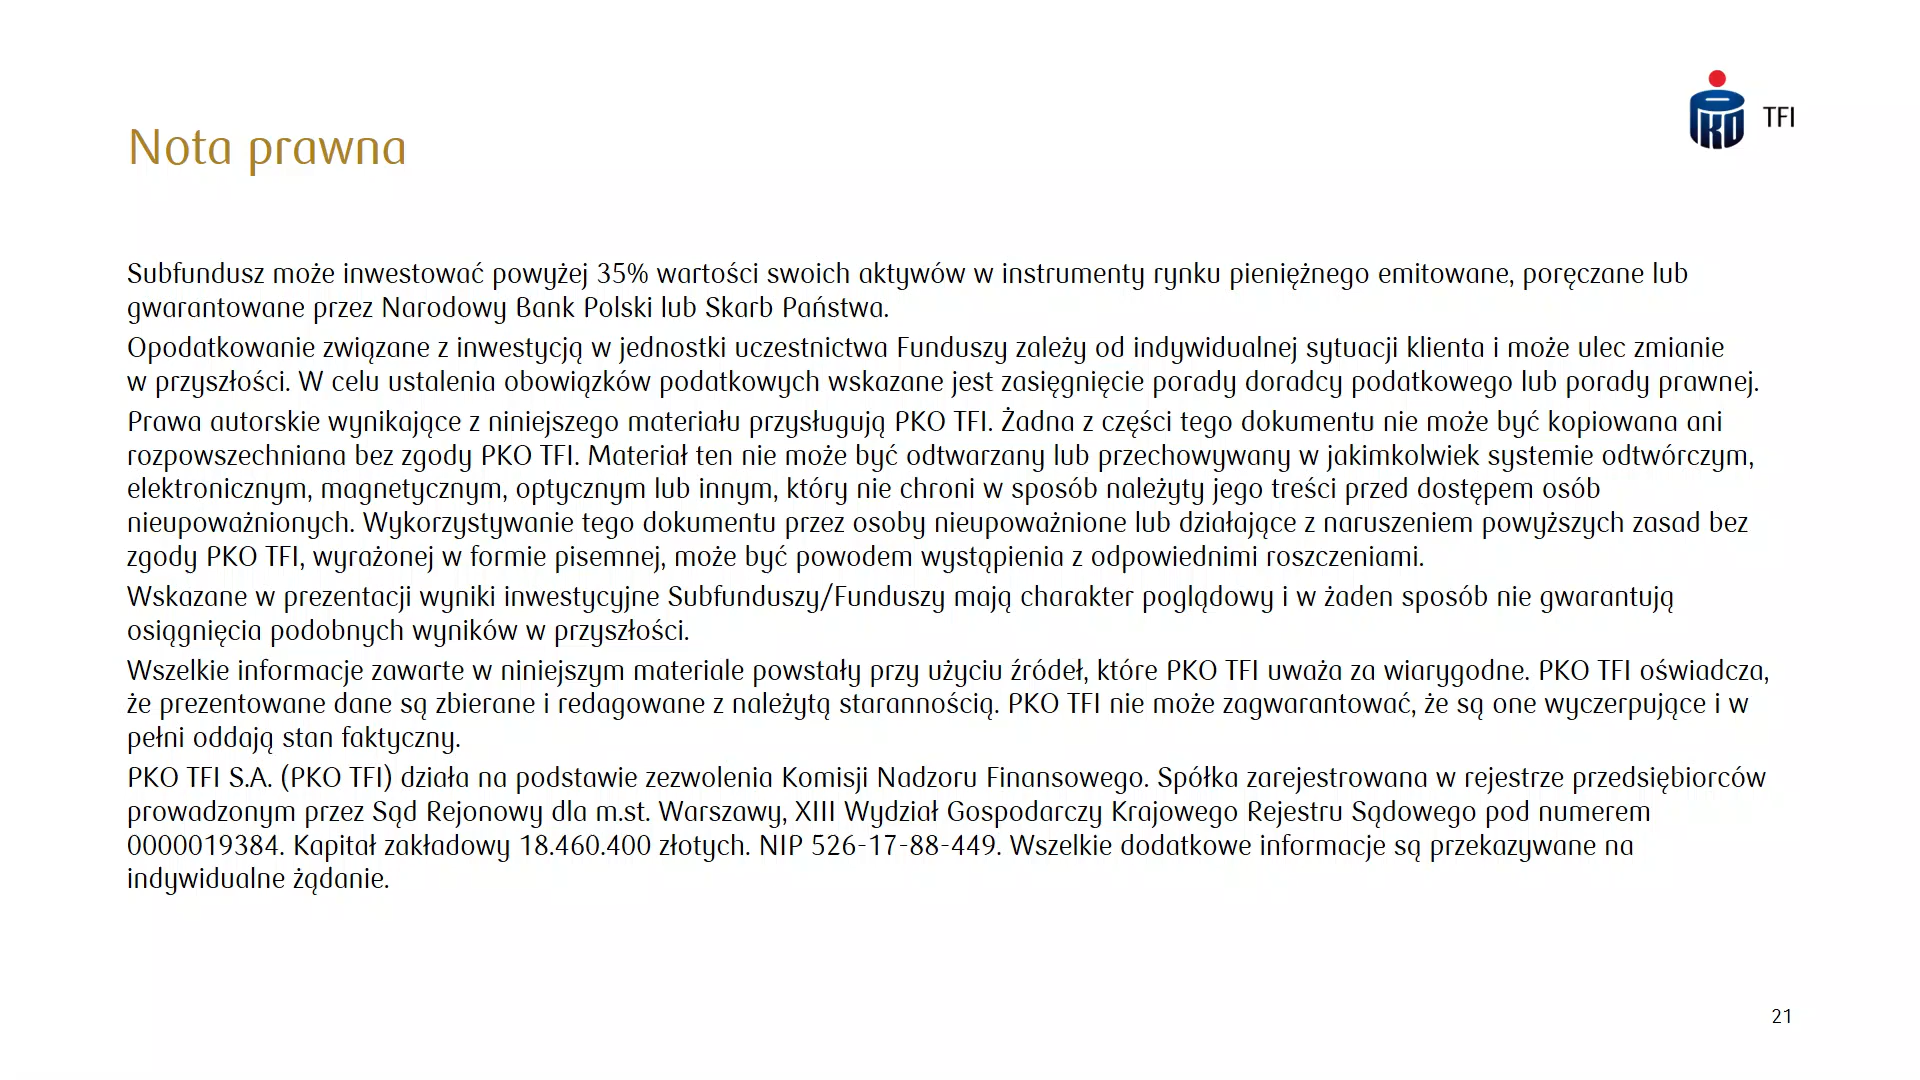 Nota prawna
PKO TFI
Subfundusz może inwestować powyżej 35% wartości swoich aktywów w instrumenty rynku pieniężnego emitowane, poręczane lub
gwarantowane przez Narodowy Bank Polski lub Skarb Państwa.
Opodatkowanie związane z inwestycją w jednostki uczestnictwa Funduszy zależy od indywidualnej sytuacji klienta i może ulec zmianie
w przyszłości. W celu ustalenia obowiązków podatkowych wskazane jest zasięgnięcie porady doradcy podatkowego lub porady prawnej.
Prawa autorskie wynikające z niniejszego materiału przysługują PKO TFI. Żadna z części tego dokumentu nie może być kopiowana ani
rozpowszechniana bez zgody PKO TFI. Materiał ten nie może być odtwarzany lub przechowywany w jakimkolwiek systemie odtwórczym,
elektronicznym, magnetycznym, optycznym lub innym, który nie chroni w sposób należyty jego treści przed dostępem osób
nieupoważnionych. Wykorzystywanie tego dokumentu przez osoby nieupoważnione lub działające z naruszeniem powyższych zasad bez
zgody PKO TFI, wyrażonej w formie pisemnej, może być powodem wystąpienia z odpowiednimi roszczeniami.
Wskazane w prezentacji wyniki inwestycyjne Subfunduszy/Funduszy mają charakter poglądowy i w żaden sposób nie gwarantują
osiągnięcia podobnych wyników w przyszłości.
Wszelkie informacje zawarte w niniejszym materiale powstały przy użyciu źródeł, które PKO TFI uważa za wiarygodne. PKO TFI oświadcza,
że prezentowane dane są zbierane i redagowane z należytą starannością. PKO TFI nie może zagwarantować, że są one wyczerpujące i w
pełni oddają stan faktyczny.
PKO TFI S.A. (PKO TFI) działa na podstawie zezwolenia Komisji Nadzoru Finansowego. Spółka zarejestrowana w rejestrze przedsiębiorców
prowadzonym przez Sąd Rejonowy dla m.st. Warszawy, XIII Wydział Gospodarczy Krajowego Rejestru Sądowego pod numerem
0000019384. Kapitał zakładowy 18.460.400 złotych. NIP 526-17-88-449. Wszelkie dodatkowe informacje są przekazywane na
indywidualne żądanie.
21